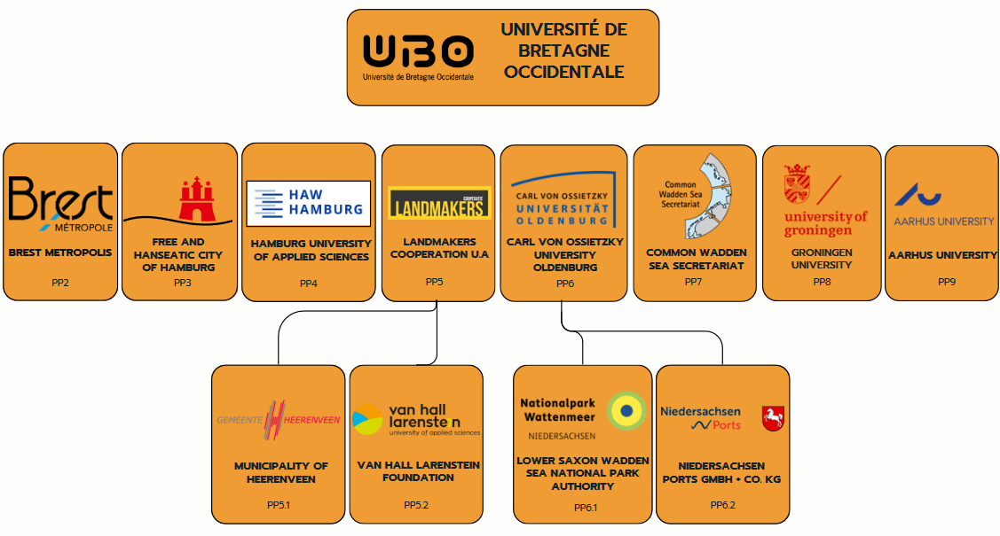 UBO
Université de Bretagne Occidentale
UNIVERSITÉ DE
BRETAGNE
OCCIDENTALE
Brest
MÉTROPOLE
BREST METROPOLIS
PP2
FREE AND
HANSEATIC CITY
OF HAMBURG
PP3
HAW
HAMBURG
HAMBURG UNIVERSITY
OF APPLIED SCIENCES
PP4
COOPERATIE
LANDMAKERS
LANDMAKERS
COOPERATION U.A
PP5
CARL VON OSSIETZKY
UNIVERSITÄT
OLDENBURG
CARL VON OSSIETZKY
UNIVERSITY
OLDENBURG
PP6
Common
Wadden Sea
Secretariat
COMMON WADDEN
SEA SECRETARIAT
PP7
university of
groningen
GRONINGEN
UNIVERSITY
PP8
AARHUS UNIVERSITY
AARHUS UNIVERSITY
PP9
GEMEENTE HEERENVEEN
MUNICIPALITY OF
HEERENVEEN
PP5.1
van hall
larenstein
university of applied sciences
VAN HALL LARENSTEIN
FOUNDATION
PP5.2
Nationalpark
Wattenmeer
NIEDERSACHSEN
LOWER SAXON WADDEN
SEA NATIONAL PARK
AUTHORITY
PP6.1
Niedersachsen
Ports
NIEDERSACHSEN
PORTS GMBH + CO. KG
PP6.2